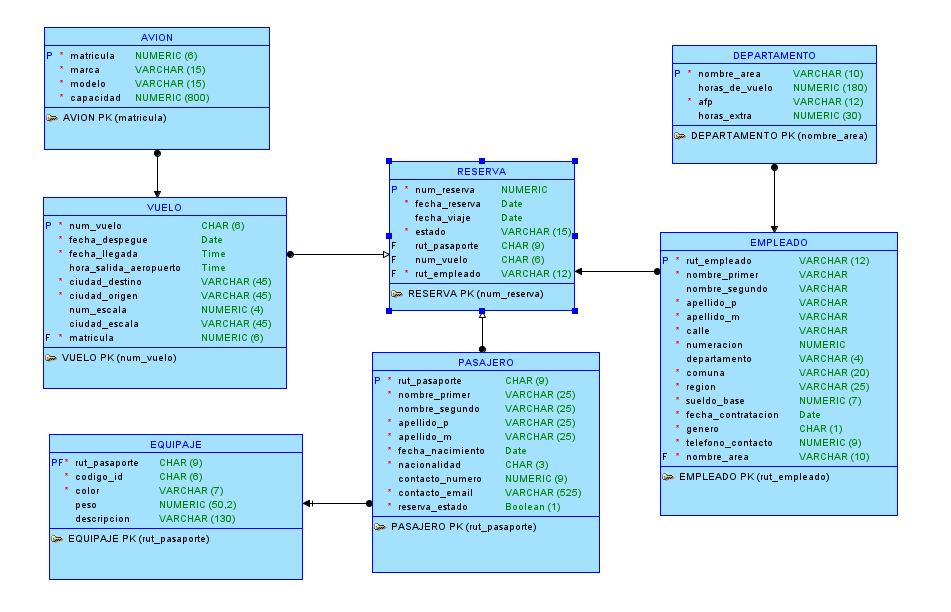 AVION
P * matricula NUMERIC (6)
* marca VARCHAR (15)
* modelo VARCHAR (15)
* capacidad NUMERIC (800)
AVION PK (matricula)
DEPARTAMENTO
P * nombre_area VARCHAR (10)
horas_de_vuelo NUMERIC (180)
* afp VARCHAR (12)
horas_extra NUMERIC (30)
DEPARTAMENTO PK (nombre_area)
RESERVA
P * num_reserva NUMERIC
* fecha_reserva Date
fecha_viaje Date
* estado VARCHAR (15)
F rut_pasaporte CHAR (9)
F num_vuelo CHAR (6)
F * rut_empleado VARCHAR (12)
RESERVA PK (num_reserva)
VUELO
P * num_vuelo CHAR (6)
* fecha_despegue Date
* fecha_llegada Time
hora_salida_aeropuerto Time
* ciudad_destino VARCHAR (45)
* ciudad_origen VARCHAR (45)
num_escala NUMERIC (4)
ciudad_escala VARCHAR (45)
F * matricula NUMERIC (6)
VUELO PK (num_vuelo)
EMPLEADO
P * rut_empleado VARCHAR (12)
* nombre_primer VARCHAR
nombre_segundo VARCHAR
* apellido_p VARCHAR
* apellido_m VARCHAR
* calle VARCHAR
* numeracion NUMERIC
departamento VARCHAR (4)
* comuna VARCHAR (20)
* region VARCHAR (25)
* sueldo_base NUMERIC (7)
* fecha_contratacion Date
* genero CHAR (1)
* telefono_contacto NUMERIC (9)
F * nombre_area VARCHAR (10)
EMPLEADO PK (rut_empleado)
PASAJERO
P * rut_pasaporte CHAR (9)
* nombre_primer VARCHAR (25)
nombre_segundo VARCHAR (25)
* apellido_p VARCHAR (25)
* apellido_m VARCHAR (25)
* fecha_nacimiento Date
* nacionalidad CHAR (3)
contacto_numero NUMERIC (9)
* contacto_email VARCHAR (525)
* reserva_estado Boolean (1)
PASAJERO PK (rut_pasaporte)
EQUIPAJE
PF* rut_pasaporte CHAR (9)
* codigo_id CHAR (6)
* color VARCHAR (7)
peso NUMERIC (50,2)
descripcion VARCHAR (130)
EQUIPAJE PK (rut_pasaporte)